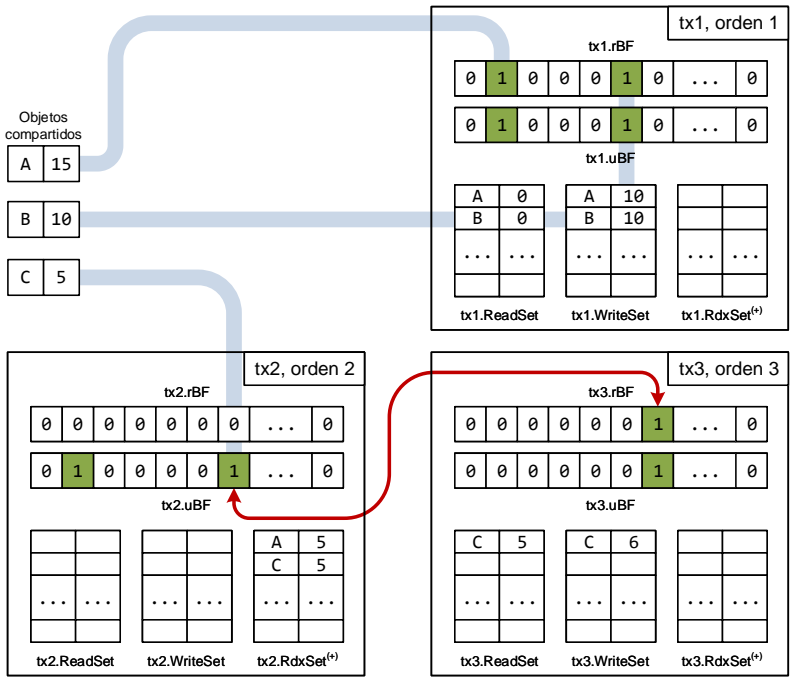 tx1, orden 1
tx1.rBF
0 1 0 0 0 1 0 ... 0
0 1 0 0 0 1 0 ... 0
tx1.uBF
Objetos
compartidos
A 15
B 10
C 5
A 0
B 0
... ...
tx1.ReadSet
A 10
B 10
... ...
tx1.WriteSet
... ...
tx1.RdxSet(+)
tx2, orden 2
tx2.rBF
0 0 0 0 0 0 0 ... 0
0 1 0 0 0 0 1 ... 0
tx2.uBF
... ...
tx2.ReadSet
... ...
tx2.WriteSet
A 5
C 5
... ...
tx2.RdxSet(+)
tx3, orden 3
tx3.rBF
0 0 0 0 0 0 1 ... 0
0 0 0 0 0 0 1 ... 0
tx3.uBF
C 5
... ...
tx3.ReadSet
C 6
... ...
tx3.WriteSet
... ...
tx3.RdxSet(+)